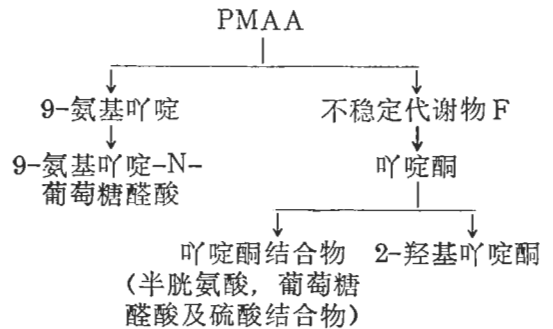 PMAA
9-氨基吖啶
不稳定代谢物F
9-氨基吖啶-N-
葡萄糖醛酸
吖啶酮
吖啶酮结合物
(半胱氨酸, 葡萄糖
醛酸及硫酸结合物)
2-羟基吖啶酮